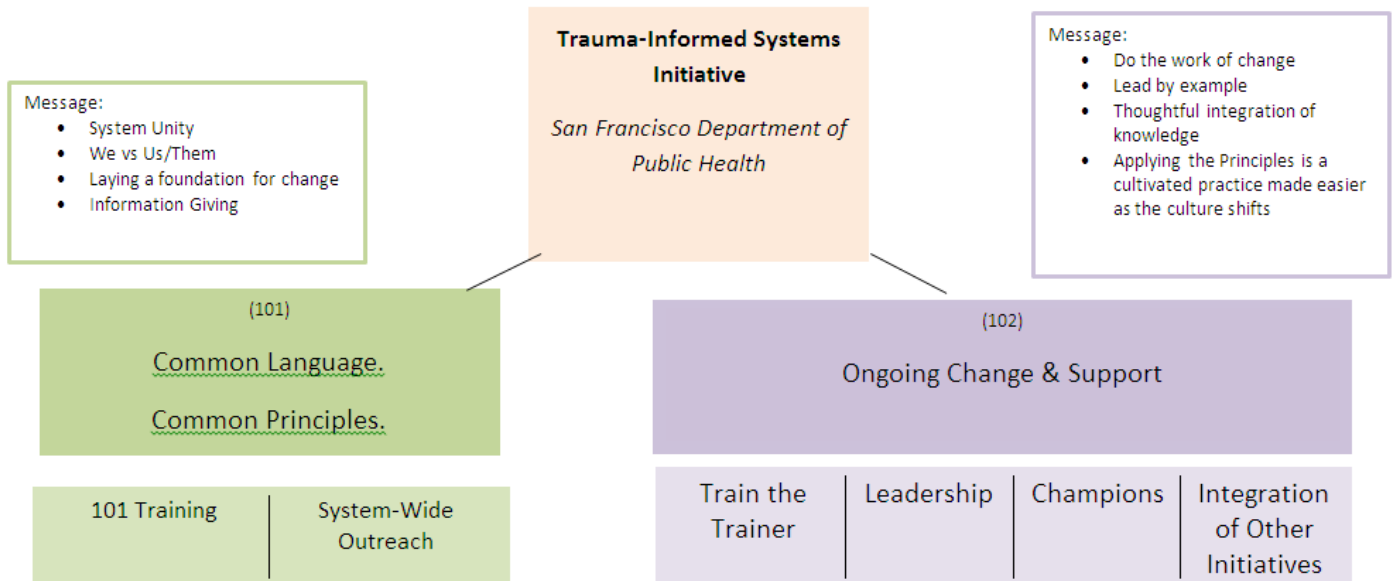 Trauma-Informed Systems
Initiative
San Francisco Department of
Public Health
Message:
• System Unity
• We vs Us/Them
• Laying a foundation for change
• Information Giving
Message:
• Do the work of change
• Lead by example
• Thoughtful integration of
knowledge
• Applying the Principles is a
cultivated practice made easier
as the culture shifts
(101)
Common Language.
Common Principles.
(102)
Ongoing Change & Support
101 Training
System-Wide
Outreach
Train the
Trainer
Leadership
Champions
Integration
of Other
Initiatives